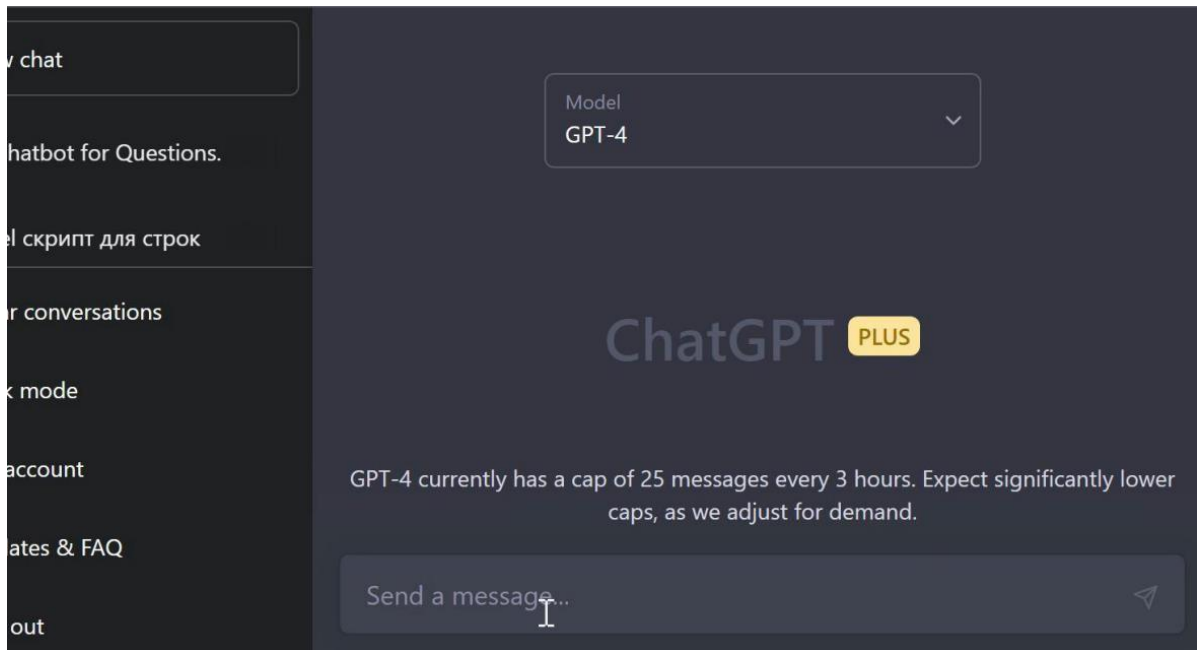 chat
hatbot for Questions.
l скрипт для строк
r conversations
mode
account
ates & FAQ
out
Model
GPT-4
ChatGPT PLUS
GPT-4 currently has a cap of 25 messages every 3 hours. Expect significantly lower
caps, as we adjust for demand.
Send a message...